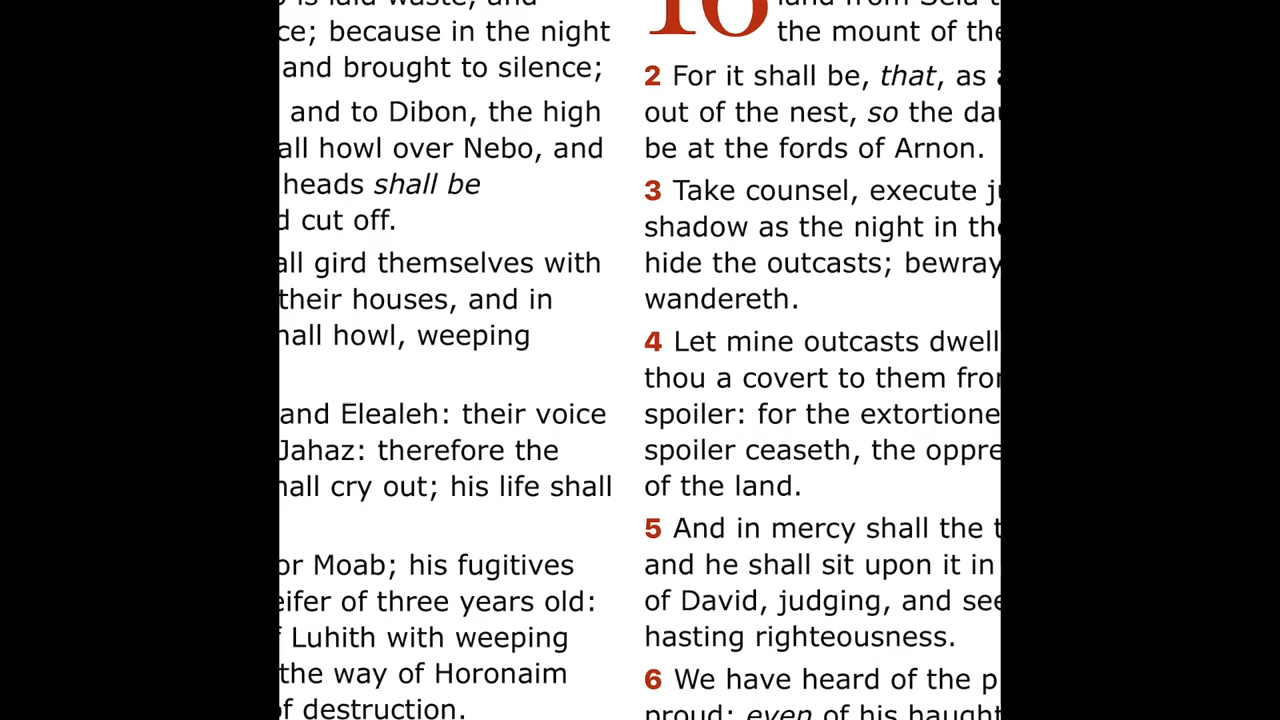 is laid waste, and
ce; because in the night
and brought to silence;
and to Dibon, the high
all howl over Nebo, and
heads shall be
d cut off.
all gird themselves with
their houses, and in
hall howl, weeping
and Elealeh: their voice
Jahaz: therefore the
hall cry out; his life shall
or Moab; his fugitives
eifer of three years old:
f Luhith with weeping
the way of Horonaim
of destruction.
16 land from Sela t
the mount of the
2 For it shall be, that, as a
out of the nest, so the dau
be at the fords of Arnon.
3 Take counsel, execute ju
shadow as the night in the
hide the outcasts; bewray
wandereth.
4 Let mine outcasts dwell
thou a covert to them from
spoiler: for the extortione
spoiler ceaseth, the oppre
of the land.
5 And in mercy shall the t
and he shall sit upon it in
of David, judging, and see
hasting righteousness.
6 We have heard of the p
proud: even of his haught